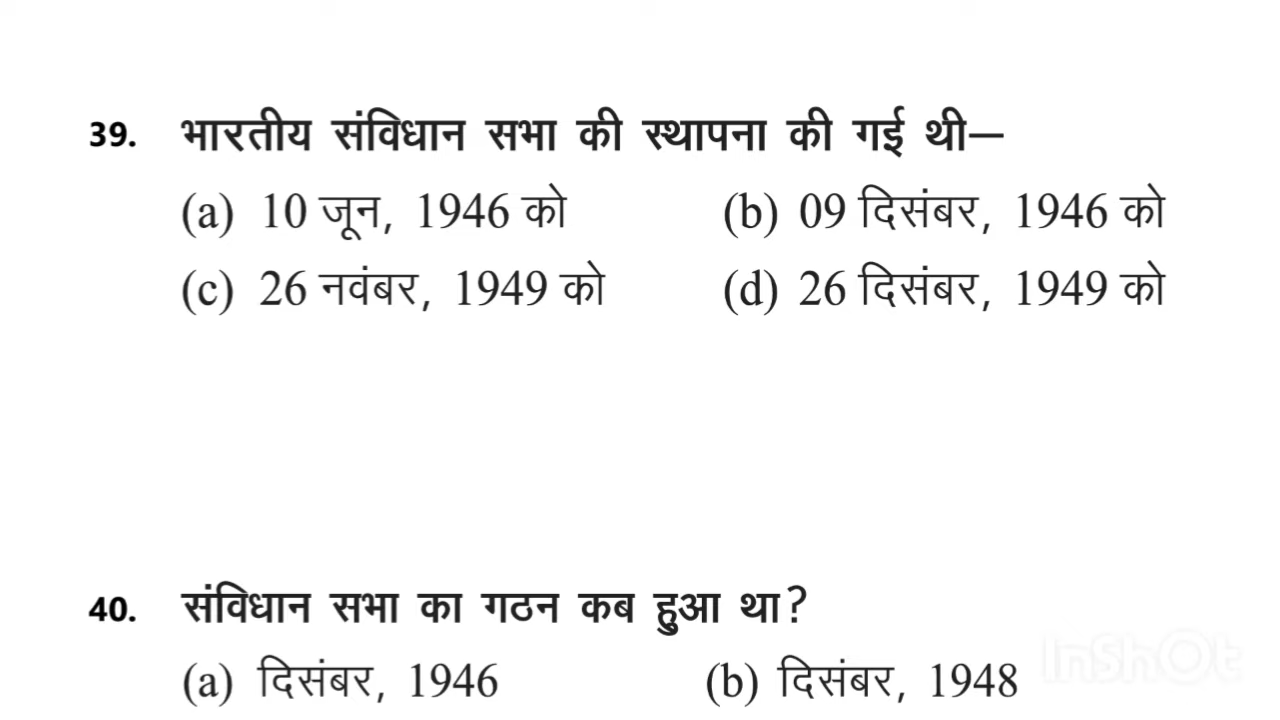 39. भारतीय संविधान सभा की स्थापना की गई थी—
(a) 10 जून, 1946 को (b) 09 दिसंबर, 1946 को
(c) 26 नवंबर, 1949 को (d) 26 दिसंबर, 1949 को
40. संविधान सभा का गठन कब हुआ था?
(a) दिसंबर, 1946 (b) दिसंबर, 1948
InShOt